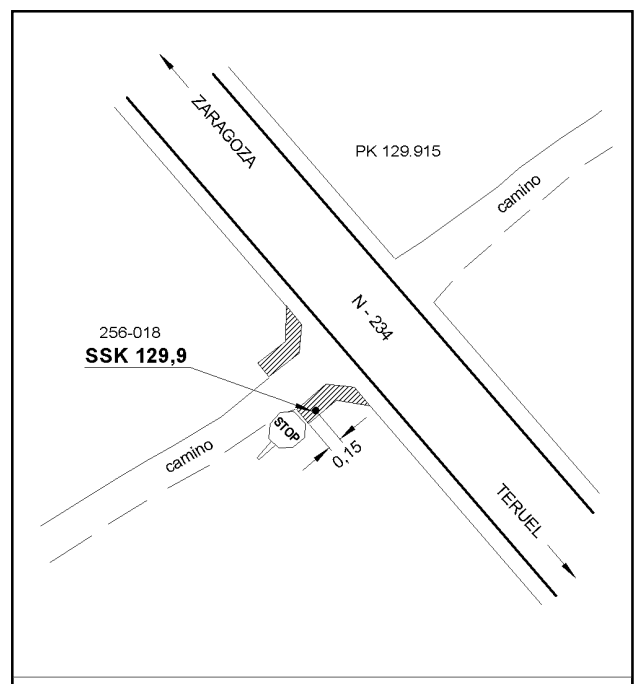 ZARAGOZA
PK 129.915
camino
N - 234
256-018
SSK 129,9
STOP
camino
0,15
TERUEL